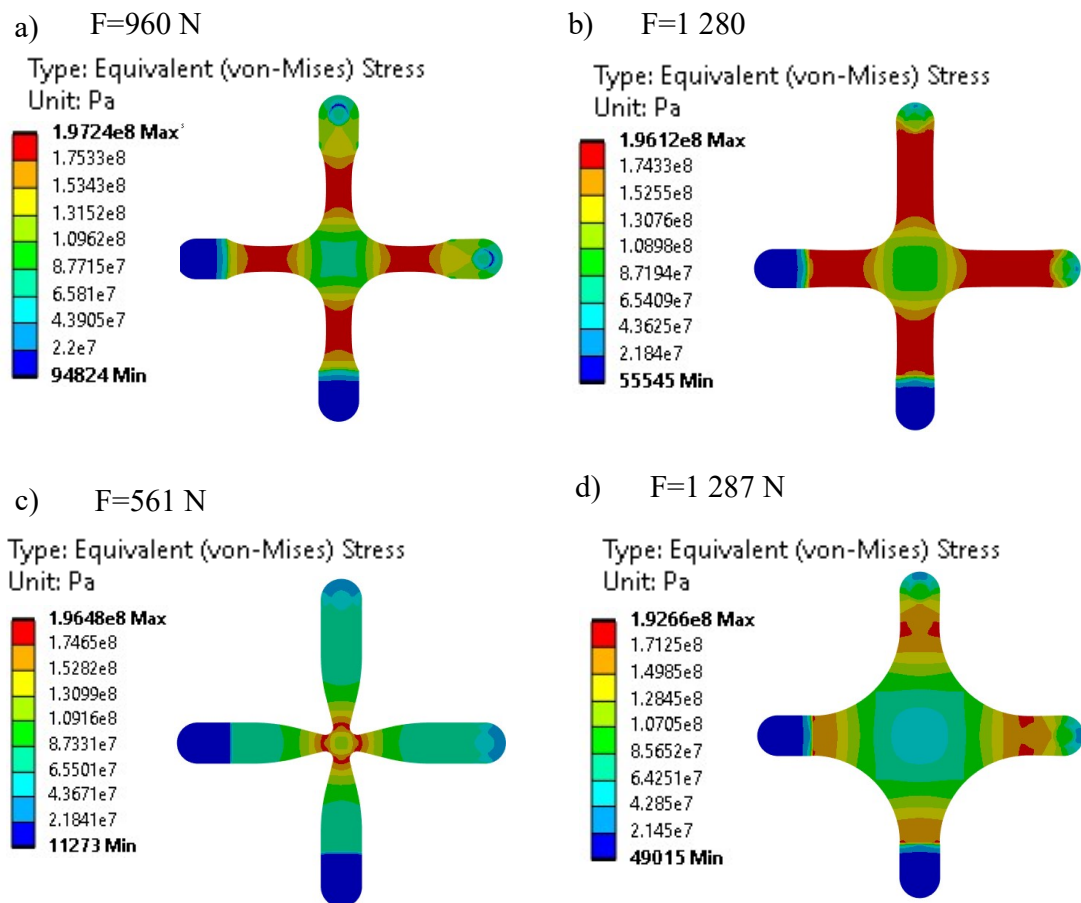 a) F=960 N
Type: Equivalent (von-Mises) Stress
Unit: Pa
1.9724e8 Max
1.7533e8
1.5343e8
1.3152e8
1.0962e8
8.7715e7
6.581e7
4.3905e7
2.2e7
94824 Min
b) F=1 280
Type: Equivalent (von-Mises) Stress
Unit: Pa
1.9612e8 Max
1.7433e8
1.5255e8
1.3076e8
1.0898e8
8.7194e7
6.5409e7
4.3625e7
2.184e7
55545 Min
c) F=561 N
Type: Equivalent (von-Mises) Stress
Unit: Pa
1.9648e8 Max
1.7465e8
1.5282e8
1.3099e8
1.0916e8
8.7331e7
6.5501e7
4.3671e7
2.1841e7
11273 Min
d) F=1 287 N
Type: Equivalent (von-Mises) Stress
Unit: Pa
1.9266e8 Max
1.7125e8
1.4985e8
1.2845e8
1.0705e8
8.5652e7
6.4251e7
4.285e7
2.145e7
49015 Min